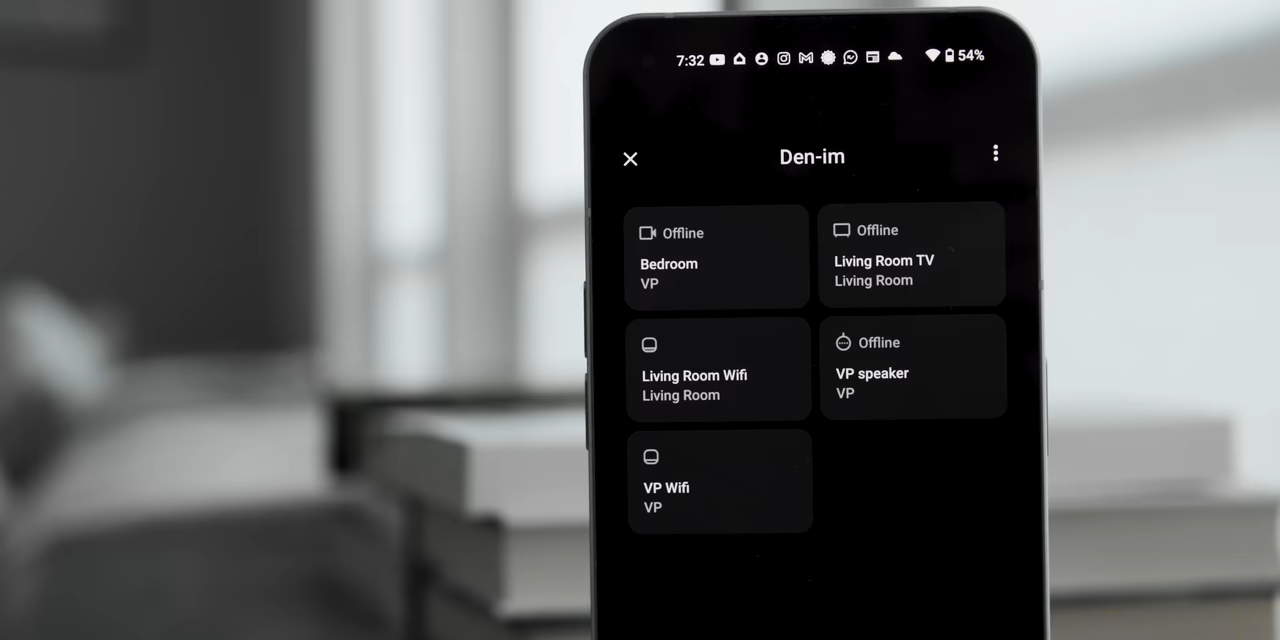 7:32 54%
Den-im
Offline
Bedroom
VP
Offline
Living Room TV
Living Room
Living Room Wifi
Living Room
Offline
VP speaker
VP
VP Wifi
VP